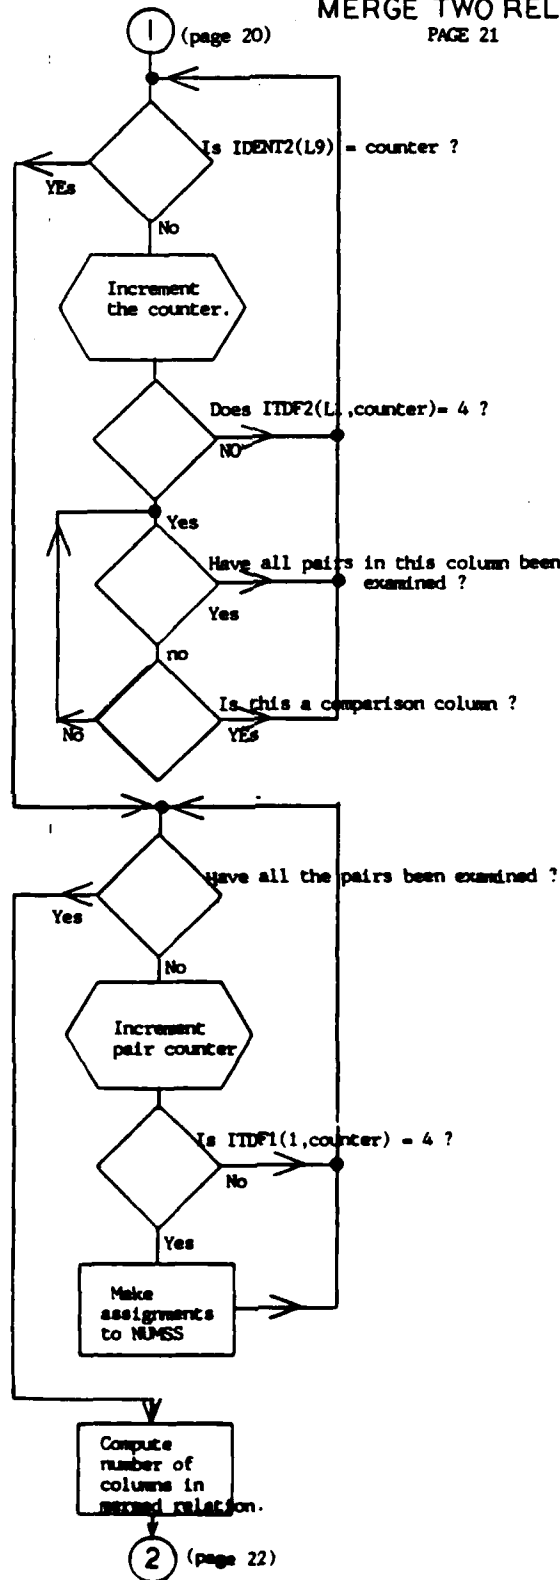 MERGE TWO REL
PAGE 21
1 (page 20)
Is IDENT2(L9) = counter ?
YEs
No
Increment
the counter.
Does ITDF2(L1,counter)= 4 ?
NO
Yes
Have all pairs in this column been
examined ?
Yes
no
Is this a comparison column ?
No
YEs
Have all the pairs been examined ?
Yes
No
Increment
pair counter
Is ITDF1(1,counter) = 4 ?
No
Yes
Make
assignments
to NUMSS
Compute
number of
columns in
merged relation.
2 (page 22)